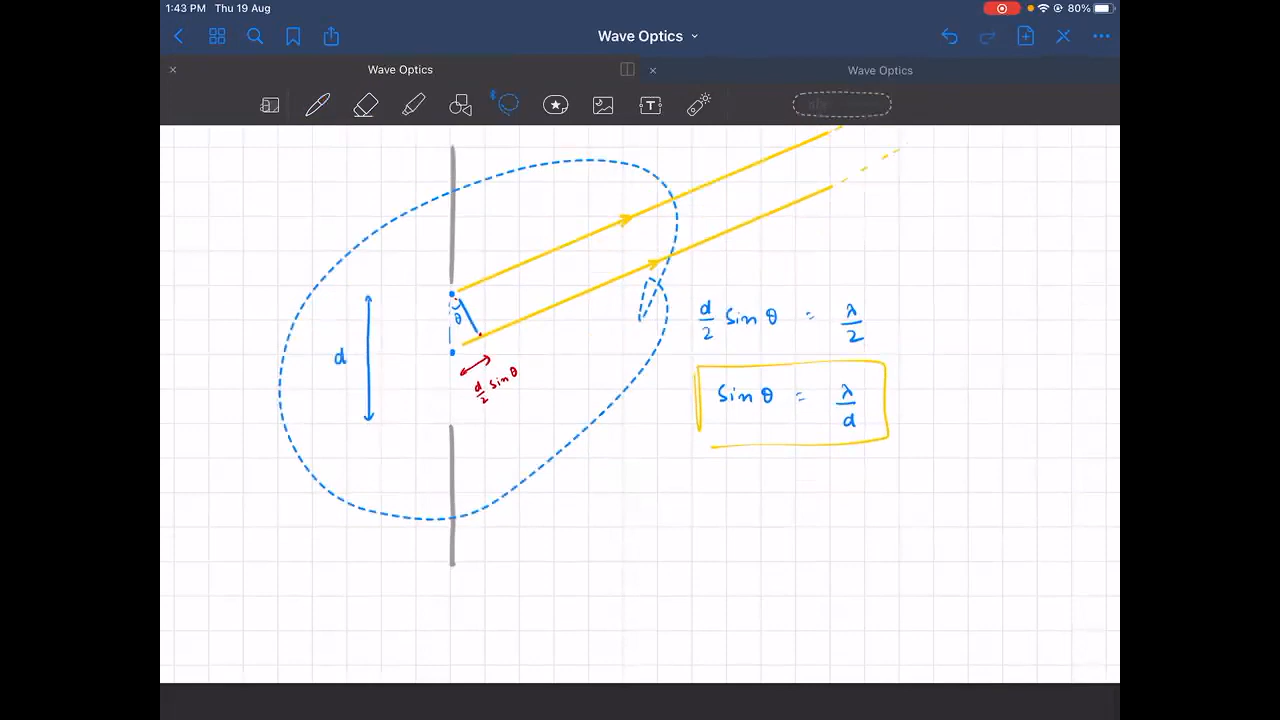 1:43 PM Thu 19 Aug
80%
Wave Optics
Wave Optics
Wave Optics
T
θ
d
d/2 sin θ
d/2 sin θ = λ/2
sin θ = λ/d